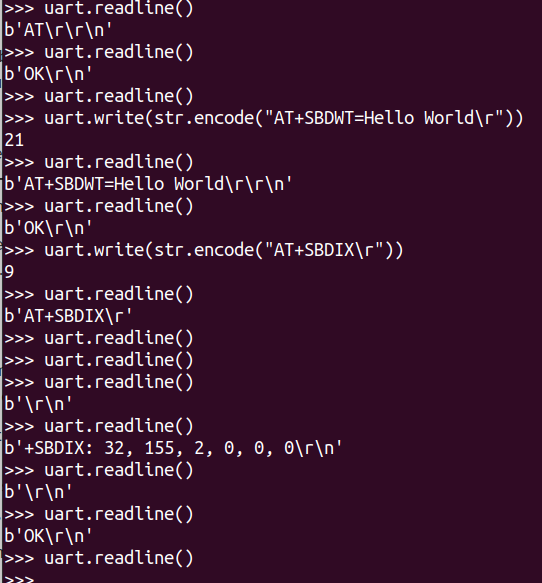 >>> uart.readline()
b'AT\r\r\n'
>>> uart.readline()
b'OK\r\n'
>>> uart.readline()
>>> uart.write(str.encode("AT+SBDWT=Hello World\r"))
21
>>> uart.readline()
b'AT+SBDWT=Hello World\r\r\n'
>>> uart.readline()
b'OK\r\n'
>>> uart.write(str.encode("AT+SBDIX\r"))
9
>>> uart.readline()
b'AT+SBDIX\r'
>>> uart.readline()
>>> uart.readline()
>>> uart.readline()
b'\r\n'
>>> uart.readline()
b'+SBDIX: 32, 155, 2, 0, 0, 0\r\n'
>>> uart.readline()
b'\r\n'
>>> uart.readline()
b'OK\r\n'
>>> uart.readline()
>>>